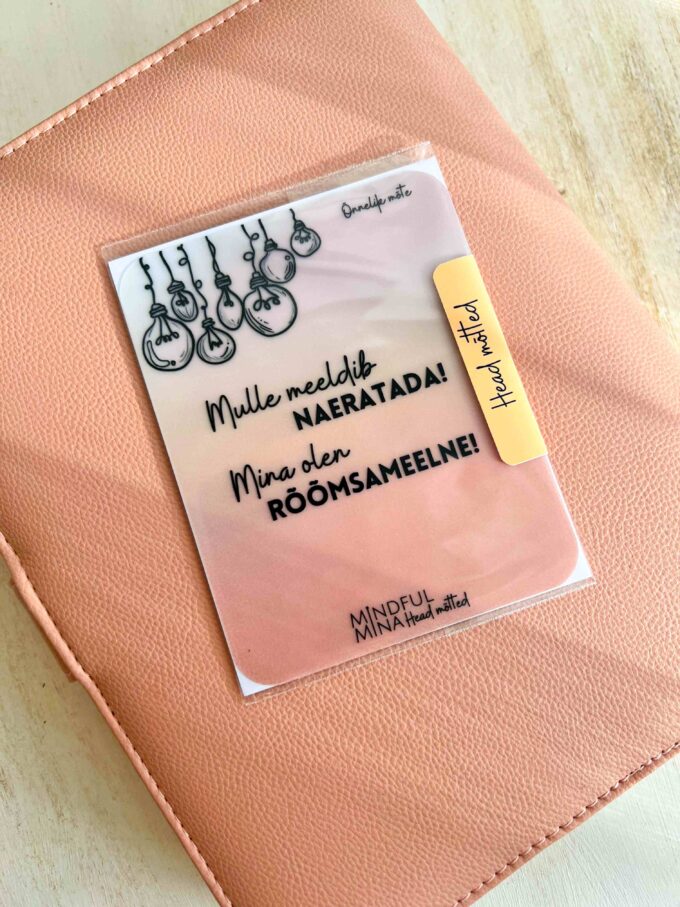 Õnnelik mõte
Mulle meeldib
NAERATADA!
Mina olen
RÕÕMSAMEELNE!
Head mõtted
MINDFUL
MINA Head mõtted